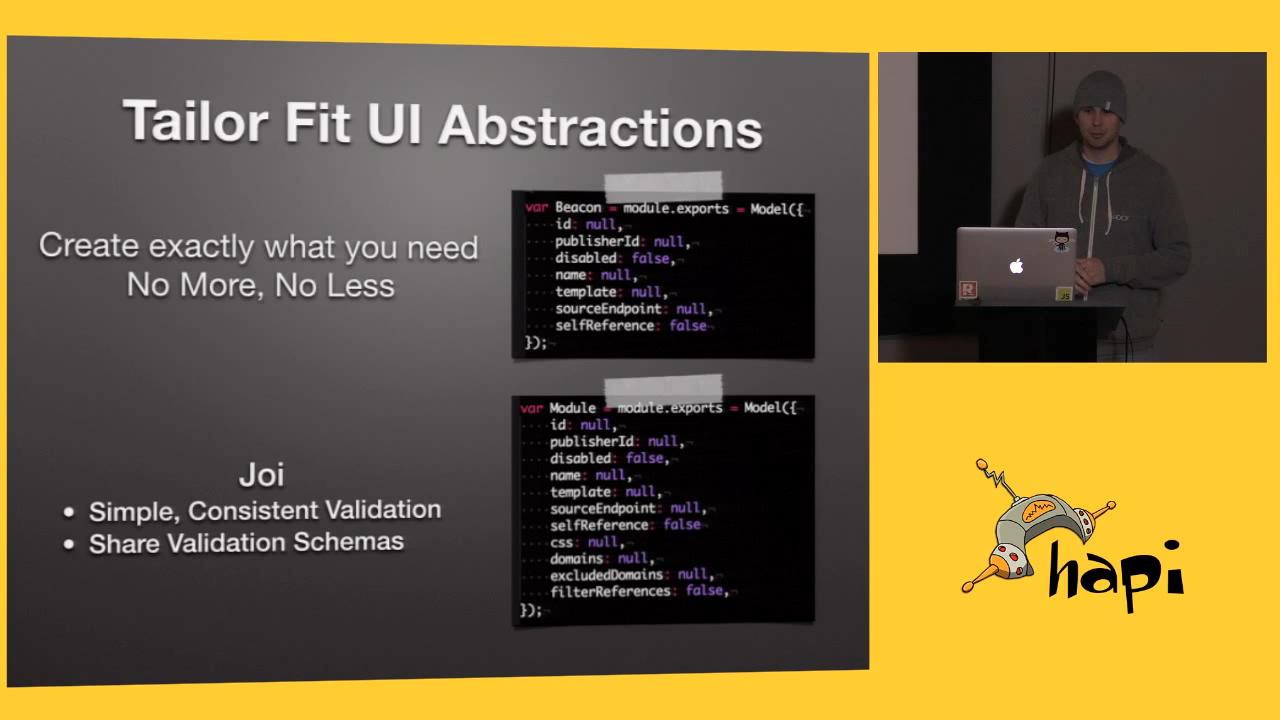 Tailor Fit UI Abstractions
Create exactly what you need
No More, No Less
var Beacon = module.exports = Model({
id: null,
publisherId: null,
disabled: false,
name: null,
template: null,
sourceEndpoint: null,
selfReference: false
});
Joi
• Simple, Consistent Validation
• Share Validation Schemas
var Module = module.exports = Model({
id: null,
publisherId: null,
disabled: false,
name: null,
template: null,
sourceEndpoint: null,
selfReference: false
css: null,
domains: null,
excludedDomains: null,
filterReferences: false,
});
R
JS
hapi